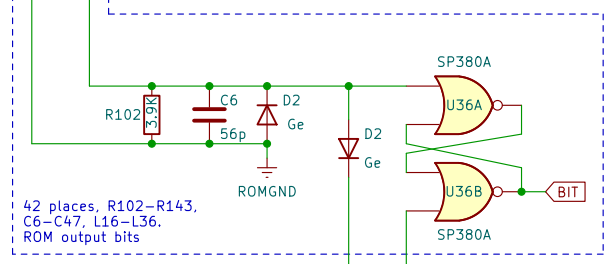 SP380A
U36A
R102
3.9K
C6
56p
D2
Ge
D2
Ge
ROMGND
U36B
BIT
SP380A
42 places, R102-R143,
C6-C47, L16-L36.
ROM output bits